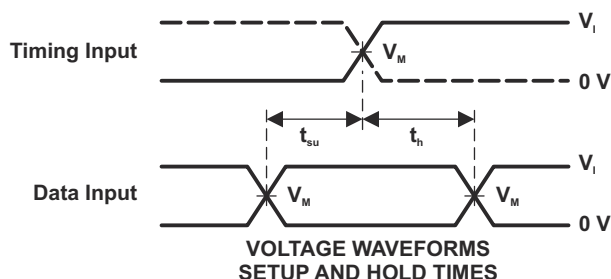 V_I
Timing Input
V_M
0 V
t_su
t_h
V_I
Data Input
V_M
V_M
0 V
VOLTAGE WAVEFORMS
SETUP AND HOLD TIMES